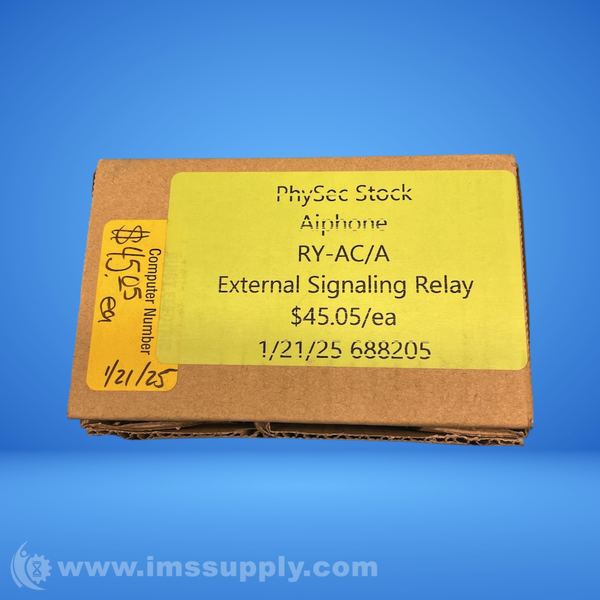 PhySec Stock
Aiphone
RY-AC/A
External Signaling Relay
$45.05/ea
1/21/25 688205
Computer Number
$45.05
ea
1/21/25
www.imssupply.com